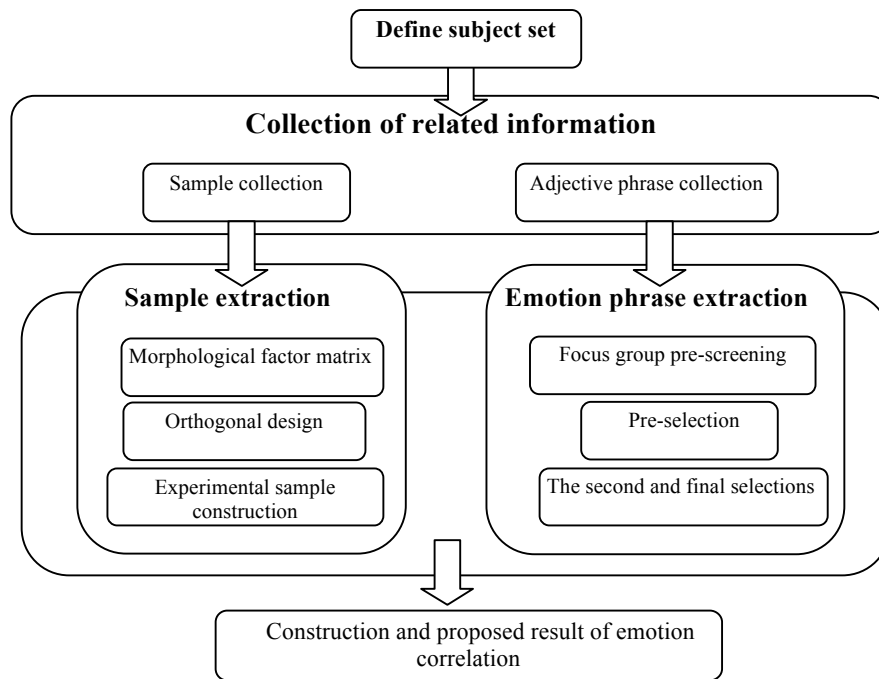 Define subject set
Collection of related information
Sample collection
Adjective phrase collection
Sample extraction
Emotion phrase extraction
Morphological factor matrix
Focus group pre-screening
Orthogonal design
Pre-selection
Experimental sample
construction
The second and final selections
Construction and proposed result of emotion
correlation